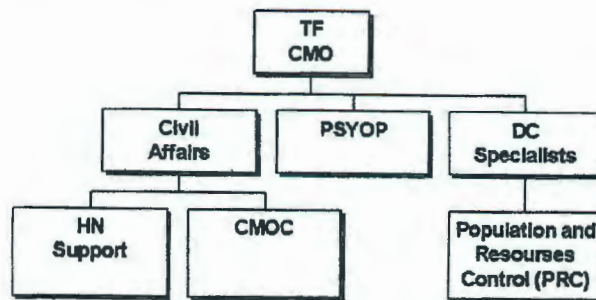 TF
CMO
Civil
Affairs
PSYOP
DC
Specialists
HN
Support
CMOC
Population and
Resourses
Control (PRC)